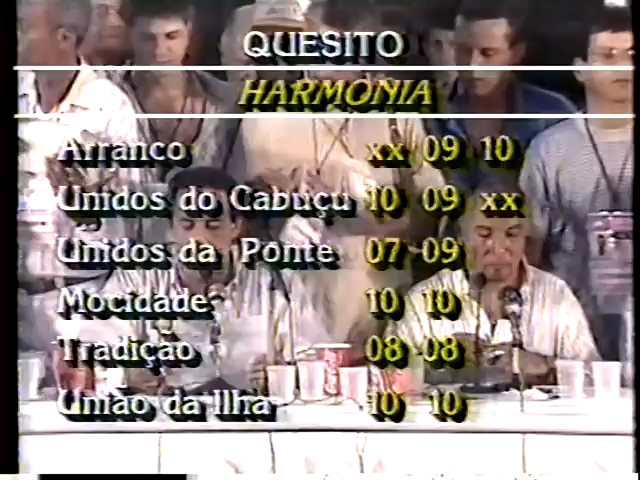 QUESITO
HARMONIA
Arranco xx 09 10
Unidos do Cabuçu 10 09 xx
Unidos da Ponte 07 09
Mocidade 10 10
Tradição 08 08
União da Ilha 10 10